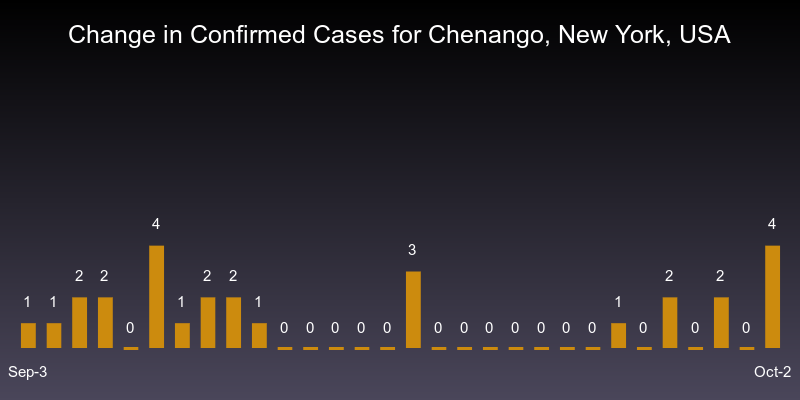 Change in Confirmed Cases for Chenango, New York, USA
1 1 2 2 0 4 1 2 2 1 0 0 0 0 0 3 0 0 0 0 0 0 0 1 0 2 0 2 0 4
Sep-3 Oct-2